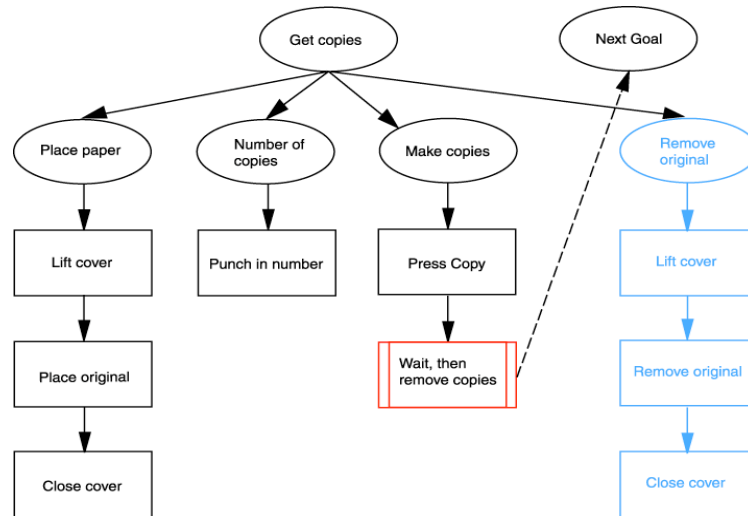 Get copies
Next Goal
Place paper
Number of
copies
Make copies
Remove
original
Lift cover
Punch in number
Press Copy
Lift cover
Place original
Wait, then
remove copies
Remove original
Close cover
Close cover